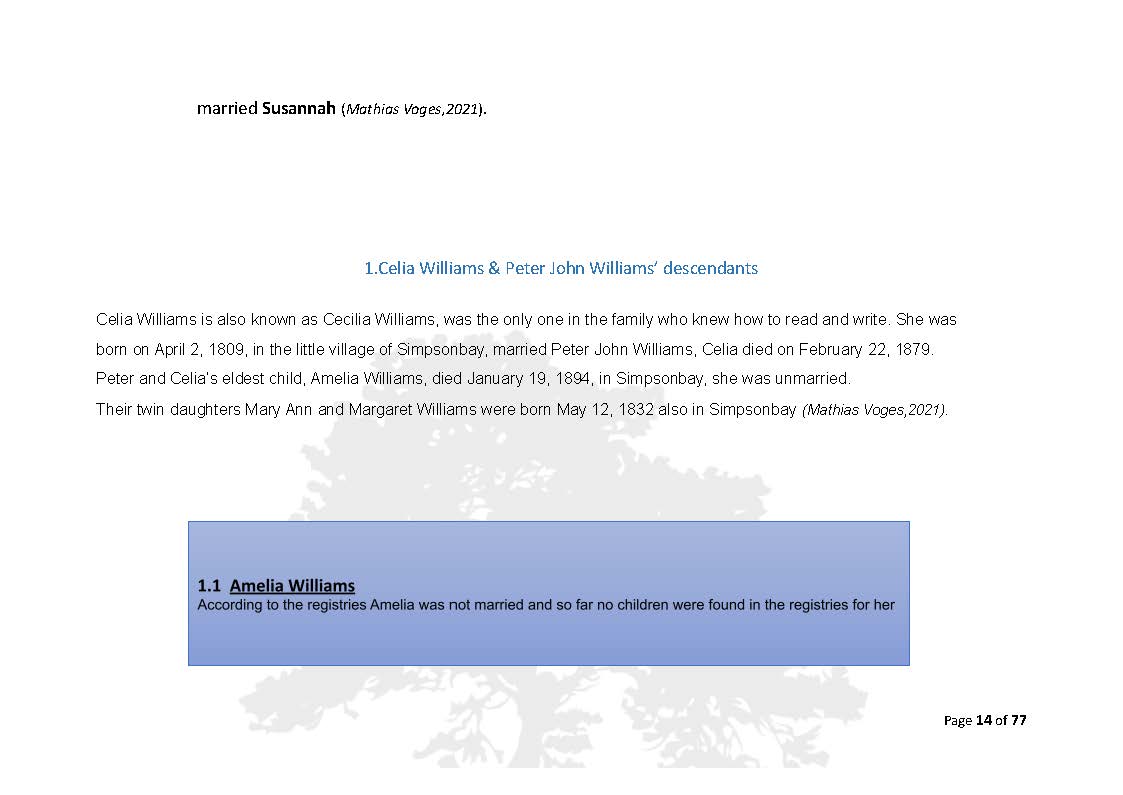 married Susannah (Mathias Voges,2021).
1.Celia Williams & Peter John Williams’ descendants
Celia Williams is also known as Cecilia Williams, was the only one in the family who knew how to read and write. She was
born on April 2, 1809, in the little village of Simpsonbay, married Peter John Williams, Celia died on February 22, 1879.
Peter and Celia’s eldest child, Amelia Williams, died January 19, 1894, in Simpsonbay, she was unmarried.
Their twin daughters Mary Ann and Margaret Williams were born May 12, 1832 also in Simpsonbay (Mathias Voges,2021).
1.1 Amelia Williams
According to the registries Amelia was not married and so far no children were found in the registries for her
Page 14 of 77